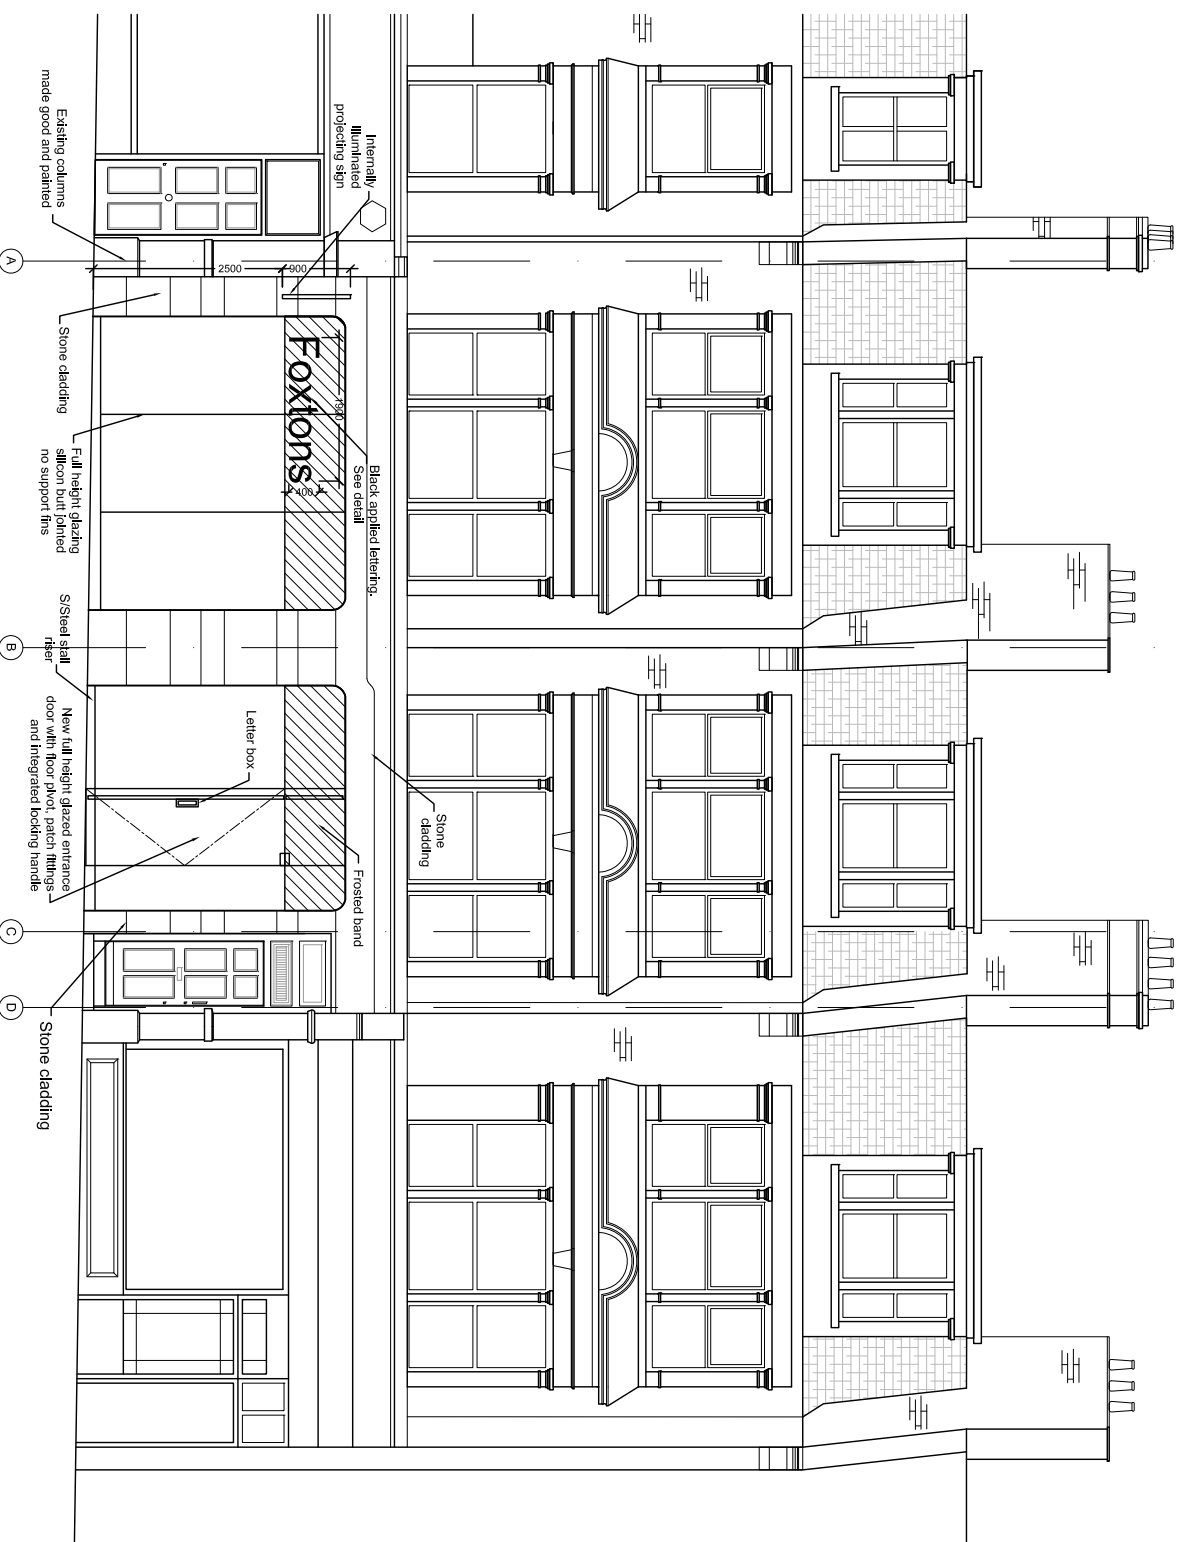 Internally
illuminated
projecting sign
Black applied lettering.
See detail
Stone
cladding
Foxtons
1900
400
900
2500
Frosted band
Letter box
Existing columns
made good and painted
Stone cladding
Full height glazing
silicon butt jointed
no support fins
S/Steel stall
riser
New full height glazed entrance
door with floor pivot, patch fittings
and integrated locking handle
Stone cladding
A
B
C
D